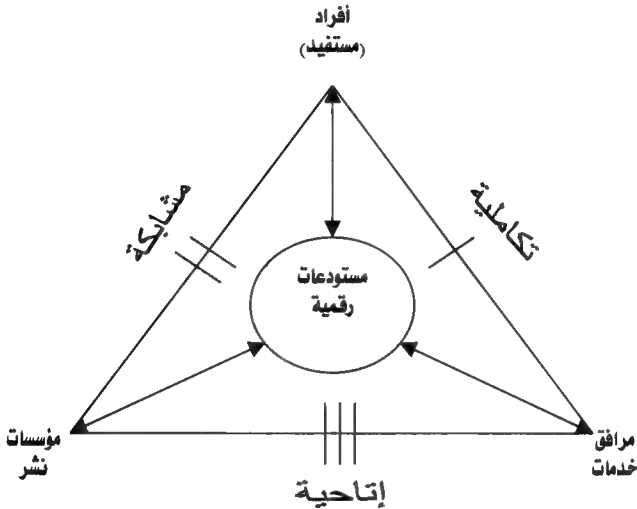 أفراد
(مستفيد)
مشابكة
تكاملية
مستودعات
رقمية
مؤسسات
نشر
مرافق
خدمات
إتاحية